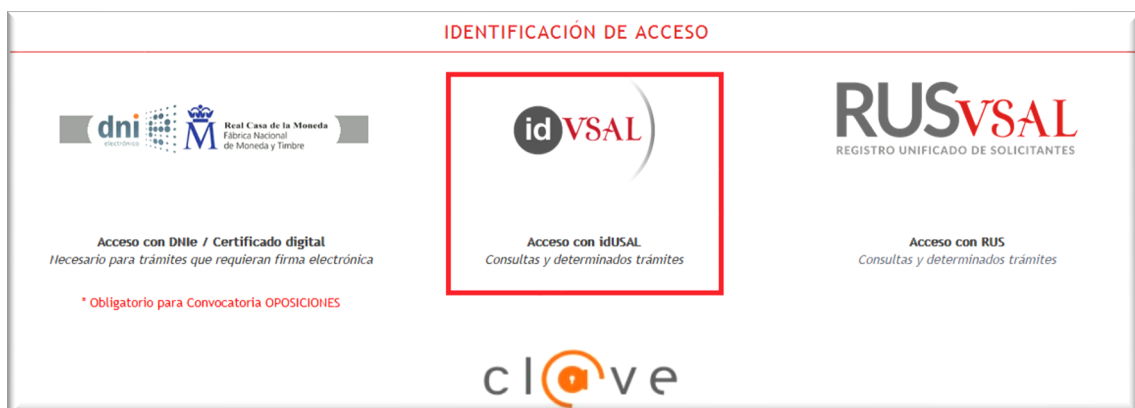 IDENTIFICACIÓN DE ACCESO
dni
electrónico
Real Casa de la Moneda
Fábrica Nacional
de Moneda y Timbre
id VSAL
RUSVSAL
REGISTRO UNIFICADO DE SOLICITANTES
Acceso con DNIe / Certificado digital
Necesario para trámites que requieran firma electrónica
* Obligatorio para Convocatoria OPOSICIONES
Acceso con idUSAL
Consultas y determinados trámites
Acceso con RUS
Consultas y determinados trámites
cl@ve